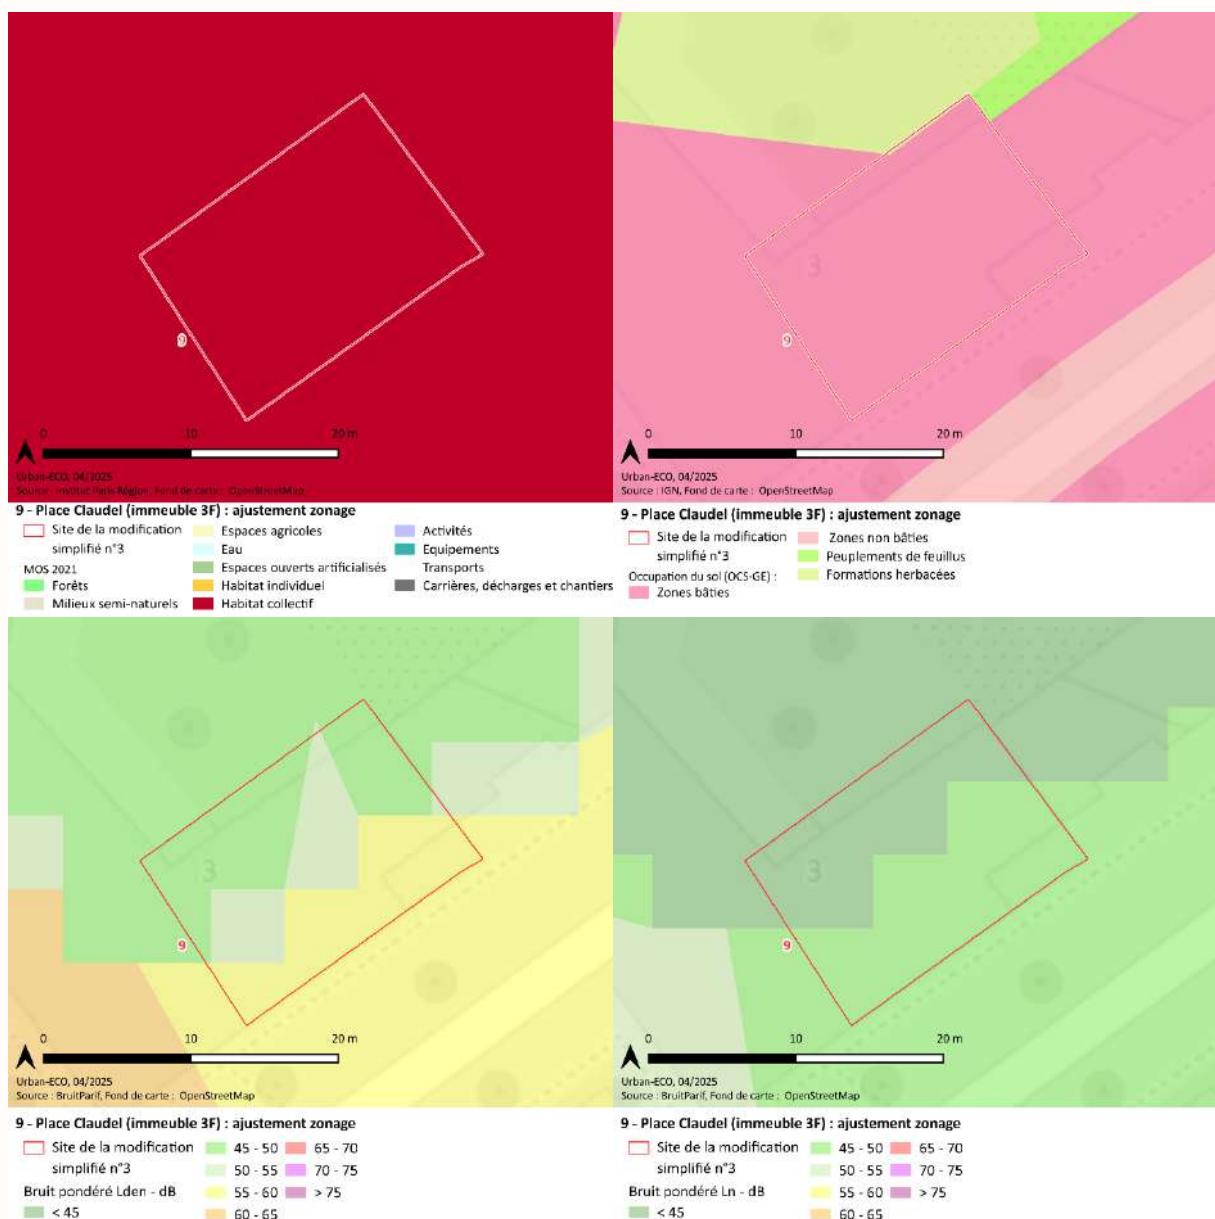 0 10 20 m
9
Urban-ECO, 04/2025
Source : Institut Paris Région, Fond de carte : OpenStreetMap
9 - Place Claudel (immeuble 3F) : ajustement zonage
Site de la modification
simplifié n°3
MOS 2021
Forêts
Milieux semi-naturels
Espaces agricoles
Eau
Espaces ouverts artificialisés
Habitat individuel
Habitat collectif
Activités
Equipements
Transports
Carrières, décharges et chantiers
3
9
0 10 20 m
Urban-ECO, 04/2025
Source : IGN, Fond de carte : OpenStreetMap
9 - Place Claudel (immeuble 3F) : ajustement zonage
Site de la modification
simplifié n°3
Occupation du sol (OCS-GE) :
Zones bâties
Zones non bâties
Peuplements de feuillus
Formations herbacées
3
9
0 10 20 m
Urban-ECO, 04/2025
Source : BruitParif, Fond de carte : OpenStreetMap
9 - Place Claudel (immeuble 3F) : ajustement zonage
Site de la modification
simplifié n°3
Bruit pondéré Lden - dB
< 45
45 - 50
50 - 55
55 - 60
60 - 65
65 - 70
70 - 75
> 75
3
9
0 10 20 m
Urban-ECO, 04/2025
Source : BruitParif, Fond de carte : OpenStreetMap
9 - Place Claudel (immeuble 3F) : ajustement zonage
Site de la modification
simplifié n°3
Bruit pondéré Ln - dB
< 45
45 - 50
50 - 55
55 - 60
60 - 65
65 - 70
70 - 75
> 75